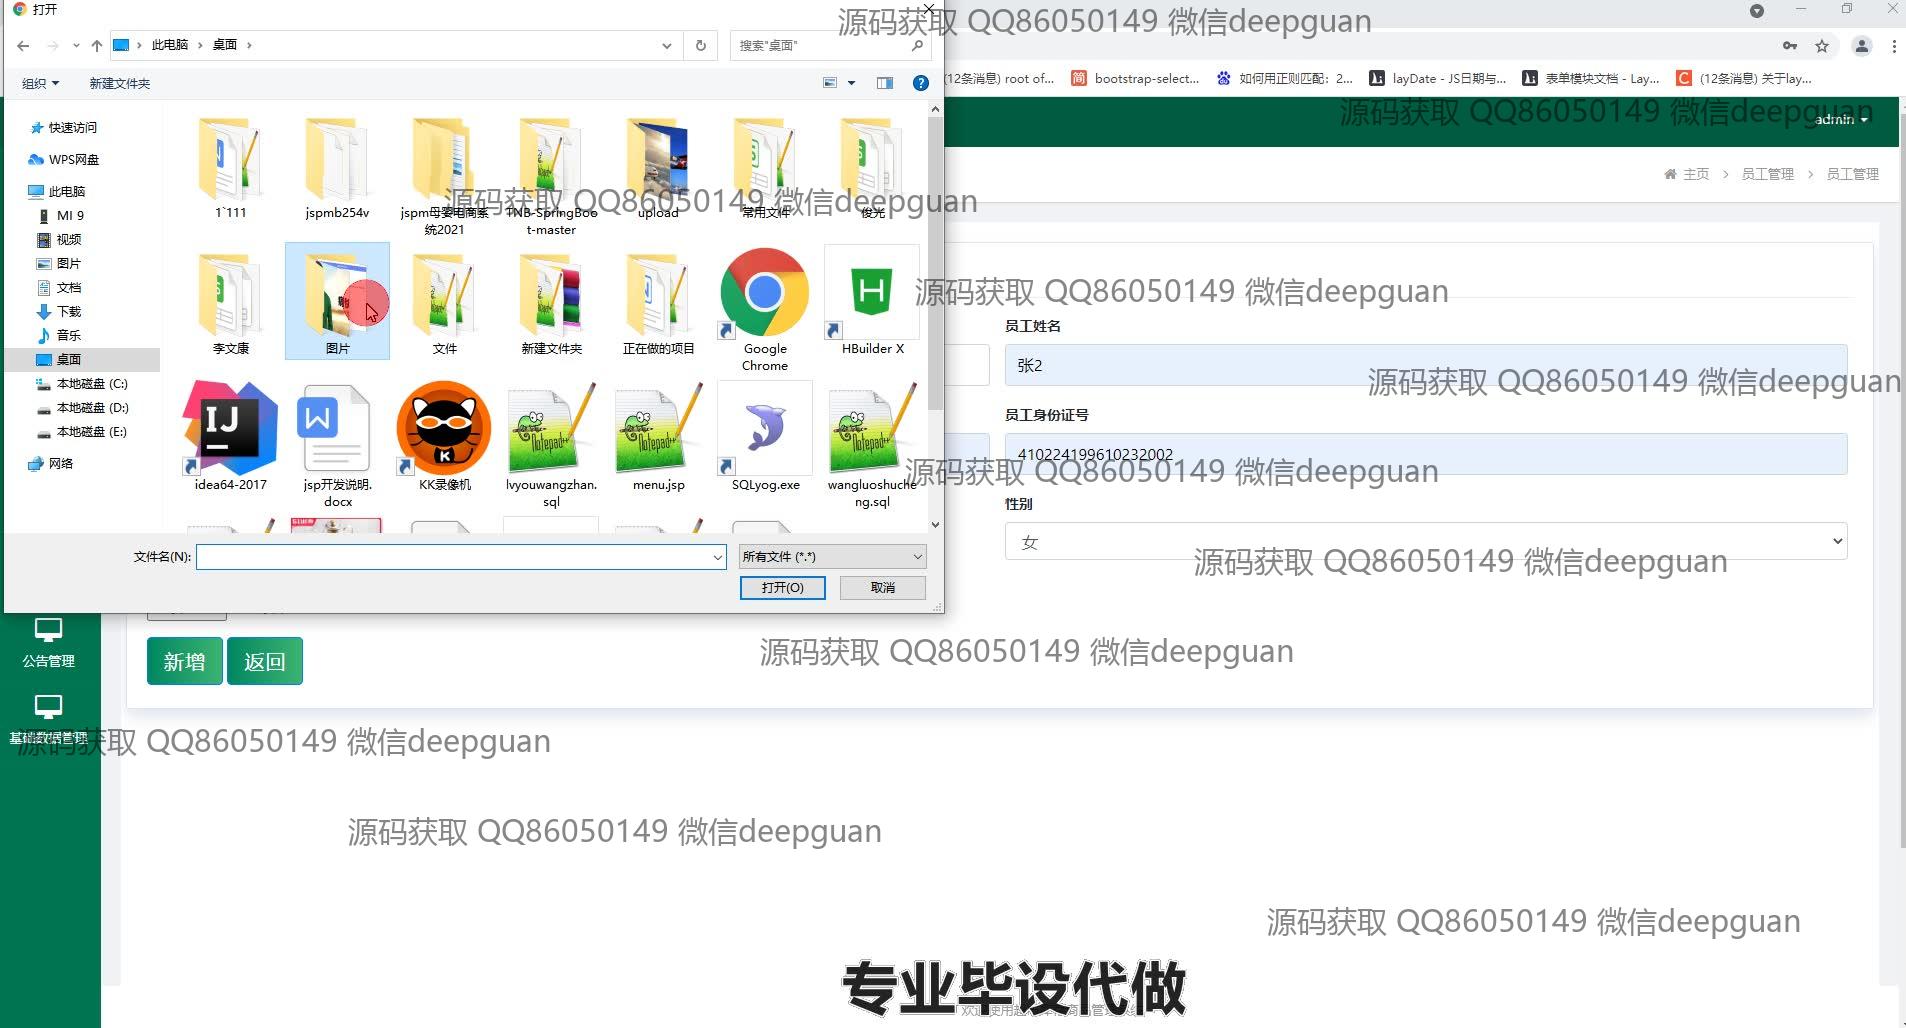 打开
源码获取 QQ86050149 微信deepguan
此电脑 桌面
搜索"桌面"
组织 新建文件夹
(12条消息) root of...
bootstrap-select...
如何用正则匹配：2...
layDate - JS日期与...
表单模块文档 - Lay...
(12条消息) 关于lay...
源码获取 QQ86050149 微信deepguan
admin
主页 员工管理 员工管理
快速访问
WPS网盘
此电脑
MI 9
视频
图片
文档
下载
音乐
桌面
本地磁盘 (C:)
本地磁盘 (D:)
本地磁盘 (E:)
网络
1`111
jspmb254v
jspm母婴电商系统2021
TNB-SpringBoot-master
upload
常用文件
俊光
源码获取 QQ86050149 微信deepguan
李文康
图片
文件
新建文件夹
正在做的项目
Google Chrome
HBuilder X
源码获取 QQ86050149 微信deepguan
idea64-2017
jsp开发说明.docx
KK录像机
lvyouwangzhan.sql
menu.jsp
SQLyog.exe
wangluoshucheng.sql
文件名(N):
所有文件 (*.*)
打开(O)
取消
员工姓名
张2
源码获取 QQ86050149 微信deepguan
员工身份证号
410224199610232002
源码获取 QQ86050149 微信deepguan
性别
女
源码获取 QQ86050149 微信deepguan
公告管理
新增 返回
源码获取 QQ86050149 微信deepguan
基础数据管理
源码获取 QQ86050149 微信deepguan
源码获取 QQ86050149 微信deepguan
源码获取 QQ86050149 微信deepguan
专业毕设代做